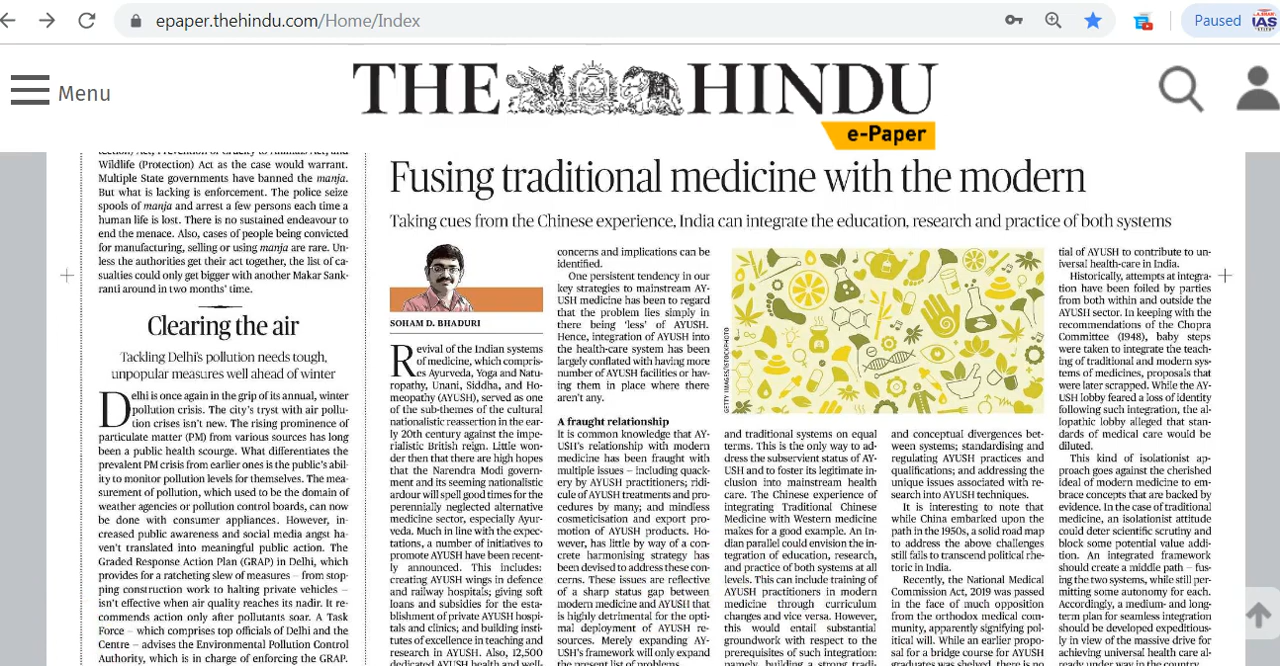 epaper.thehindu.com/Home/Index
Paused
IAS
Menu
THE HINDU
e-Paper
Wildlife (Protection) Act as the case would warrant.
Multiple State governments have banned the manja.
But what is lacking is enforcement. The police seize
spools of manja and arrest a few persons each time a
human life is lost. There is no sustained endeavour to
end the menace. Also, cases of people being convicted
for manufacturing, selling or using manja are rare. Un-
less the authorities get their act together, the list of ca-
sualties could only get bigger with another Makar Sank-
ranti around in two months' time.
Clearing the air
Tackling Delhi's pollution needs tough,
unpopular measures well ahead of winter
Delhi is once again in the grip of its annual, winter
pollution crisis. The city's tryst with air pollu-
tion crises isn't new. The rising prominence of
particulate matter (PM) from various sources has long
been a public health scourge. What differentiates the
prevalent PM crisis from earlier ones is the public's abil-
ity to monitor pollution levels for themselves. The mea-
surement of pollution, which used to be the domain of
weather agencies or pollution control boards, can now
be done with consumer appliances. However, in-
creased public awareness and social media angst ha-
ven't translated into meaningful public action. The
Graded Response Action Plan (GRAP) in Delhi, which
provides for a ratcheting slew of measures – from stop-
ping construction work to halting private vehicles –
isn't effective when air quality reaches its nadir. It re-
commends action only after pollutants soar. A Task
Force – which comprises top officials of Delhi and the
Centre – advises the Environmental Pollution Control
Authority, which is in charge of enforcing the GRAP.
Fusing traditional medicine with the modern
Taking cues from the Chinese experience, India can integrate the education, research and practice of both systems
SOHAM D. BHADURI
Revival of the Indian systems
of medicine, which compris-
es Ayurveda, Yoga and Natu-
ropathy, Unani, Siddha, and Ho-
meopathy (AYUSH), served as one
of the sub-themes of the cultural
nationalistic reassertion in the ear-
ly 20th century against the impe-
rialistic British reign. Little won-
der then that there are high hopes
that the Narendra Modi govern-
ment and its seeming nationalistic
ardour will spell good times for the
perennially neglected alternative
medicine sector, especially Ayur-
veda. Much in line with the expec-
tations, a number of initiatives to
promote AYUSH have been recent-
ly announced. This includes:
creating AYUSH wings in defence
and railway hospitals; giving soft
loans and subsidies for the esta-
blishment of private AYUSH hospi-
tals and clinics; and building insti-
tutes of excellence in teaching and
research in AYUSH. Also, 12,500
dedicated AYUSH health and well-
concerns and implications can be
identified.
One persistent tendency in our
key strategies to mainstream AY-
USH medicine has been to regard
that the problem lies simply in
there being 'less' of AYUSH.
Hence, integration of AYUSH into
the health-care system has been
largely conflated with having more
number of AYUSH facilities or hav-
ing them in place where there
aren't any.
A fraught relationship
It is common knowledge that AY-
USH's relationship with modern
medicine has been fraught with
multiple issues – including quack-
ery by AYUSH practitioners; ridi-
cule of AYUSH treatments and pro-
cedures by many; and mindless
cosmeticisation and export pro-
motion of AYUSH products. Ho-
wever, has little by way of a con-
crete harmonising strategy has
been devised to address these con-
cerns. These issues are reflective
of a sharp status gap between
modern medicine and AYUSH that
is highly detrimental for the opti-
mal deployment of AYUSH re-
sources. Merely expanding AY-
USH's framework will only expand
the present list of problems.
GETTY IMAGES/ISTOCKPHOTO
and traditional systems on equal
terms. This is the only way to ad-
dress the subservient status of AY-
USH and to foster its legitimate in-
clusion into mainstream health
care. The Chinese experience of
integrating Traditional Chinese
Medicine with Western medicine
makes for a good example. An In-
dian parallel could envision the in-
tegration of education, research,
and practice of both systems at all
levels. This can include training of
AYUSH practitioners in modern
medicine through curriculum
changes and vice versa. However,
this would entail substantial
groundwork with respect to the
prerequisites of such integration:
namely, building a strong tradi-
and conceptual divergences bet-
ween systems; standardising and
regulating AYUSH practices and
qualifications; and addressing the
unique issues associated with re-
search into AYUSH techniques.
It is interesting to note that
while China embarked upon the
path in the 1950s, a solid road map
to address the above challenges
still fails to transcend political rhe-
toric in India.
Recently, the National Medical
Commission Act, 2019 was passed
in the face of much opposition
from the orthodox medical com-
munity, apparently signifying pol-
itical will. While an earlier propo-
sal for a bridge course for AYUSH
graduates was shelved, there is no
tial of AYUSH to contribute to un-
iversal health-care in India.
Historically, attempts at integra-
tion have been foiled by parties
from both within and outside the
AYUSH sector. In keeping with the
recommendations of the Chopra
Committee (1948), baby steps
were taken to integrate the teach-
ing of traditional and modern sys-
tems of medicines, proposals that
were later scrapped. While the AY-
USH lobby feared a loss of identity
following such integration, the al-
lopathic lobby alleged that stan-
dards of medical care would be
diluted.
This kind of isolationist ap-
proach goes against the cherished
ideal of modern medicine to em-
brace concepts that are backed by
evidence. In the case of traditional
medicine, an isolationist attitude
could deter scientific scrutiny and
block some potential value addi-
tion. An integrated framework
should create a middle path – fus-
ing the two systems, while still per-
mitting some autonomy for each.
Accordingly, a medium- and long-
term plan for seamless integration
should be developed expeditious-
ly in view of the massive drive for
achieving universal health care al-
ready under way in the country